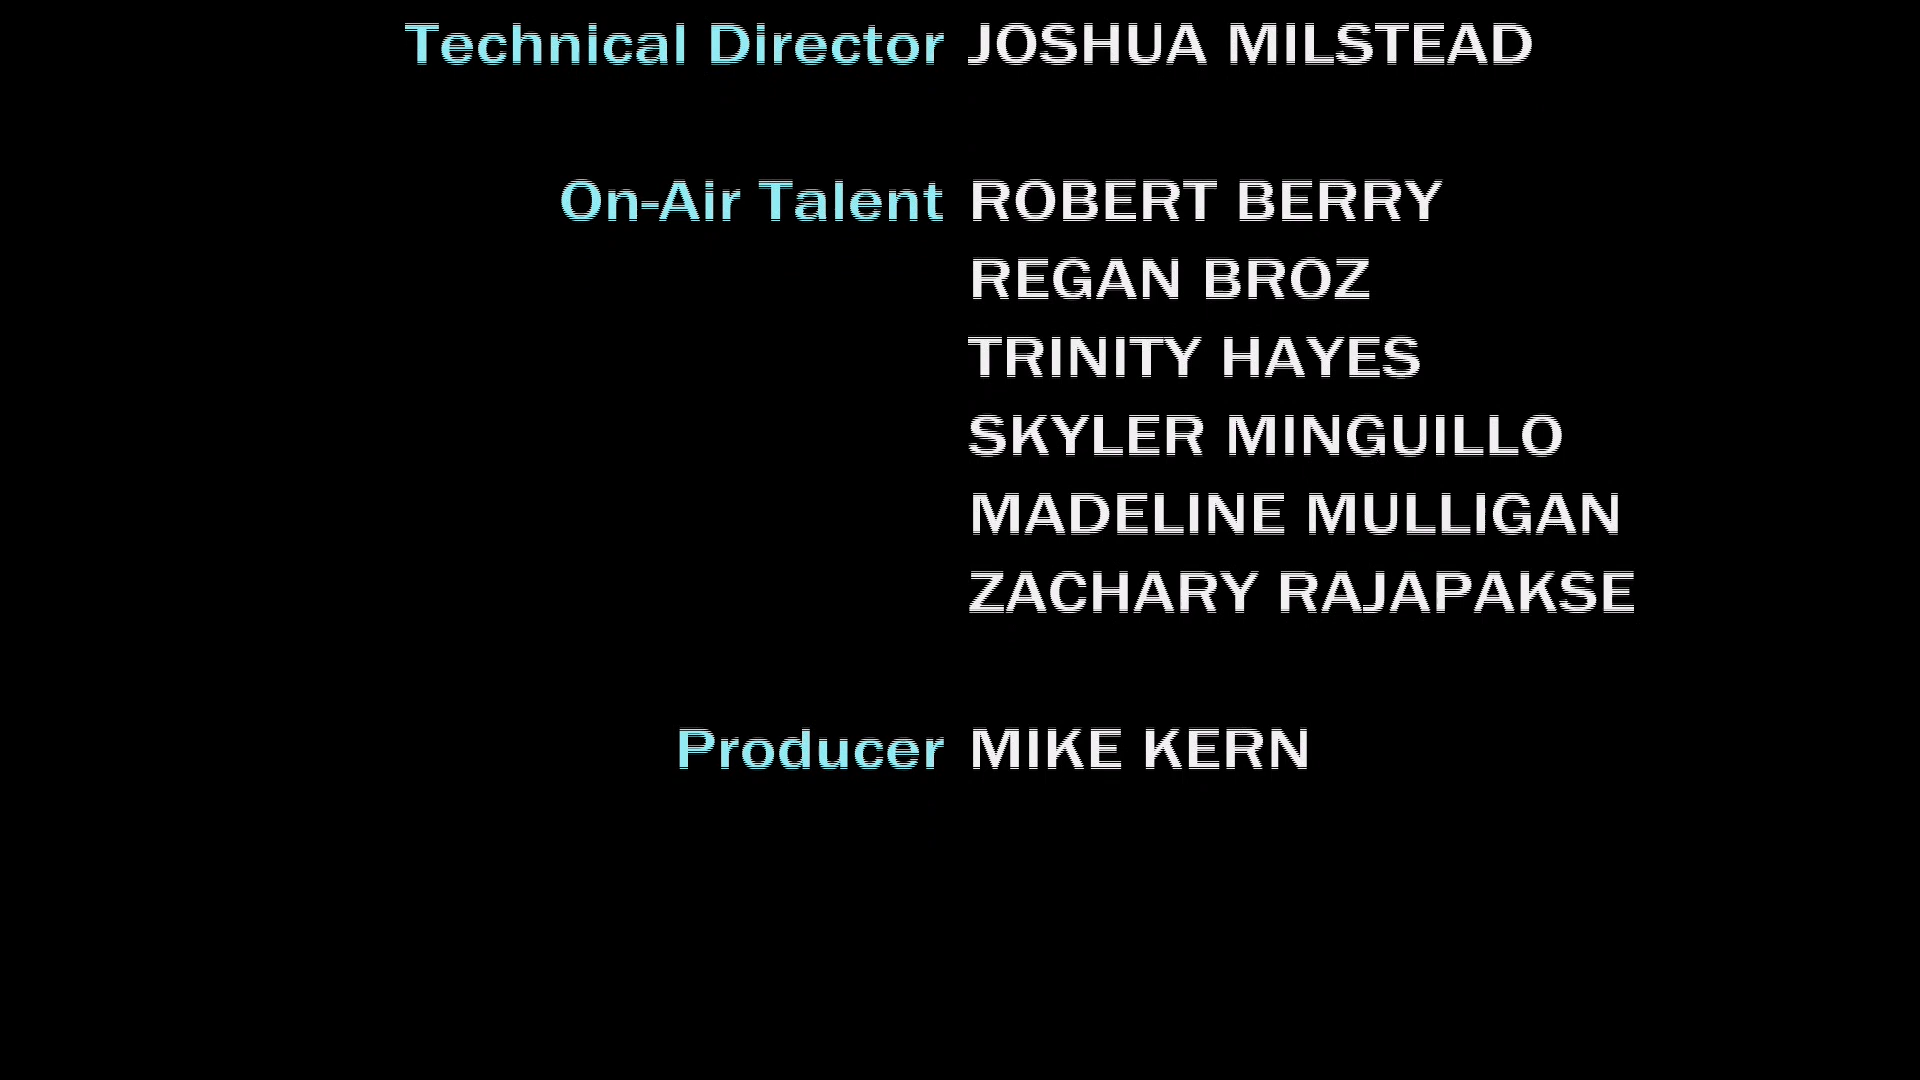 Technical Director JOSHUA MILSTEAD
On-Air Talent ROBERT BERRY
REGAN BROZ
TRINITY HAYES
SKYLER MINGUILLO
MADELINE MULLIGAN
ZACHARY RAJAPAKSE
Producer MIKE KERN